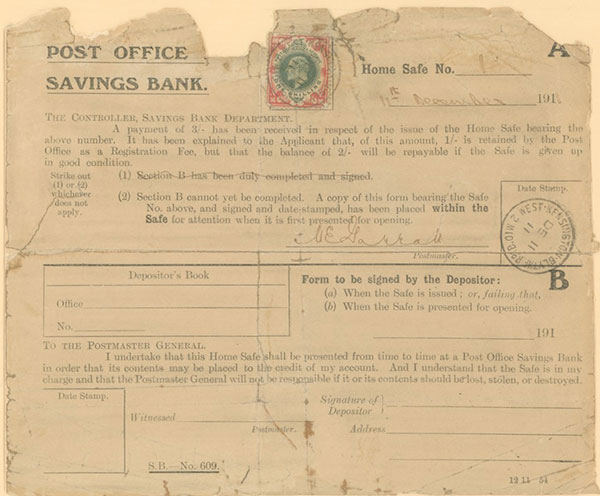 POST OFFICE
SAVINGS BANK.
A
Home Safe No.
11th December 1911
THE CONTROLLER, SAVINGS BANK DEPARTMENT.
A payment of 3/- has been received in respect of the issue of the Home Safe bearing the
above number. It has been explained to the Applicant that, of this amount, 1/- is retained by the Post
Office as a Registration Fee, but that the balance of 2/- will be repayable if the Safe is given up
in good condition.
Strike out
(1) or (2)
whichever
does not
apply.
(1) Section B has been duly completed and signed.
(2) Section B cannot yet be completed. A copy of this form bearing the Safe
No. above, and signed and date-stamped, has been placed within the
Safe for attention when it is first presented for opening.
Postmaster.
Date Stamp.
WEST-KENSINGTON
11
DE
11
B
Depositor's Book
Office
No.
Form to be signed by the Depositor:
(a) When the Safe is issued; or, failing that,
(b) When the Safe is presented for opening.
191
TO THE POSTMASTER GENERAL.
I undertake that this Home Safe shall be presented from time to time at a Post Office Savings Bank
in order that its contents may be placed to the credit of my account. And I understand that the Safe is in my
charge and that the Postmaster General will not be responsible if it or its contents should be lost, stolen, or destroyed.
Date Stamp.
Witnessed
Postmaster.
Signature of
Depositor
Address
S.B.—No. 609.
12 11 51